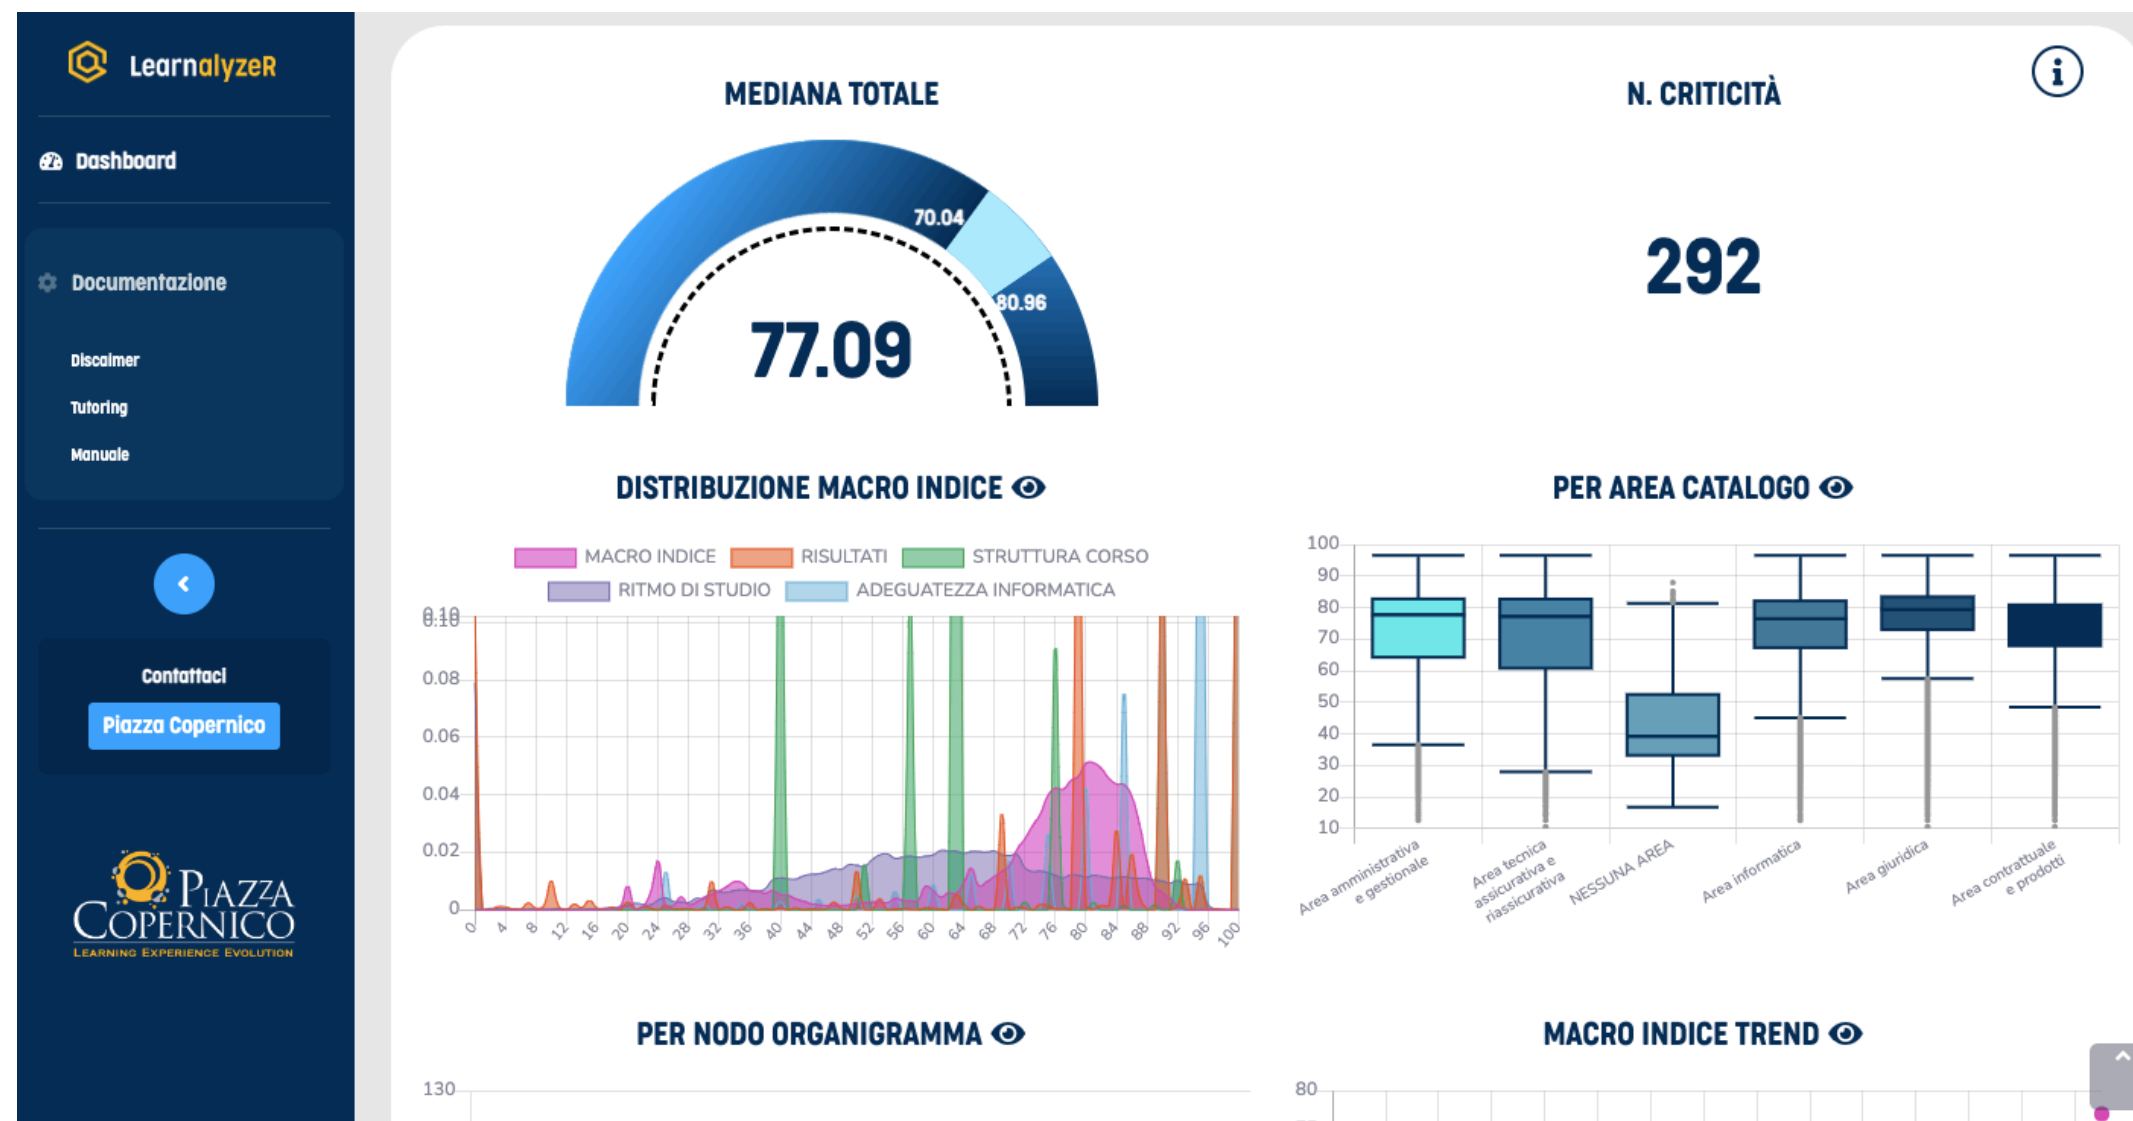 LearnalyzeR
Dashboard
Documentazione
Discaimer
Tutoring
Manuale
Contattaci
Piazza Copernico
PIAZZA
COPERNICO
LEARNING EXPERIENCE EVOLUTION
MEDIANA TOTALE
70.04
80.96
77.09
N. CRITICITÀ
292
DISTRIBUZIONE MACRO INDICE
MACRO INDICE RISULTATI STRUTTURA CORSO
RITMO DI STUDIO ADEGUATEZZA INFORMATICA
0.10
0.08
0.06
0.04
0.02
0
0 4 8 12 16 20 24 28 32 36 40 44 48 52 56 60 64 68 72 76 80 84 88 92 96 100
PER AREA CATALOGO
100
90
80
70
60
50
40
30
20
10
Area amministrativa
e gestionale
Area tecnica
assicurativa e
riassicurativa
NESSUNA AREA
Area informatica
Area giuridica
Area contrattuale
e prodotti
PER NODO ORGANIGRAMMA
130
MACRO INDICE TREND
80